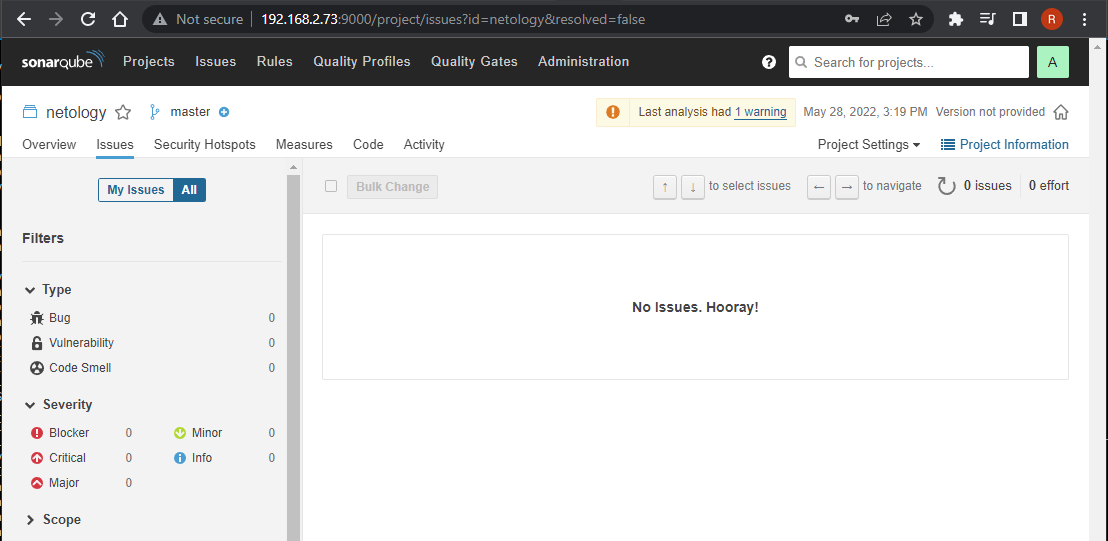 Not secure | 192.168.2.73:9000/project/issues?id=netology&resolved=false R
sonarqube Projects Issues Rules Quality Profiles Quality Gates Administration ? Search for projects... A
netology master Last analysis had 1 warning May 28, 2022, 3:19 PM Version not provided
Overview Issues Security Hotspots Measures Code Activity Project Settings Project Information
My Issues All
Bulk Change ↑ ↓ to select issues ← → to navigate 0 issues 0 effort
Filters
Type
Bug 0
Vulnerability 0
Code Smell 0
Severity
Blocker 0 Minor 0
Critical 0 Info 0
Major 0
Scope
No Issues. Hooray!